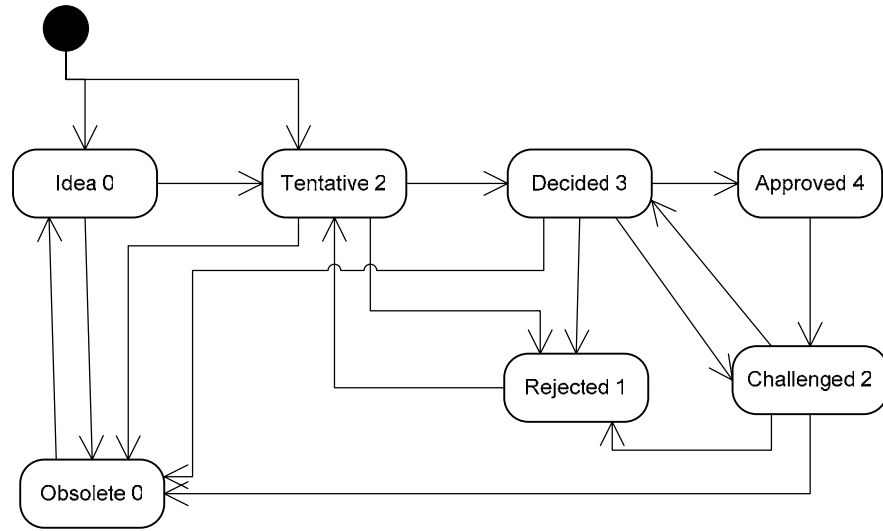 Idea 0
Tentative 2
Decided 3
Approved 4
Rejected 1
Challenged 2
Obsolete 0